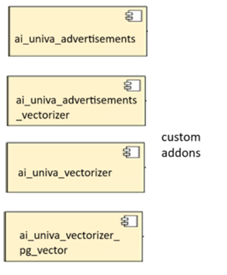 ai_univa_advertisements
ai_univa_advertisements
_vectorizer
custom
addons
ai_univa_vectorizer
ai_univa_vectorizer_
pg_vector